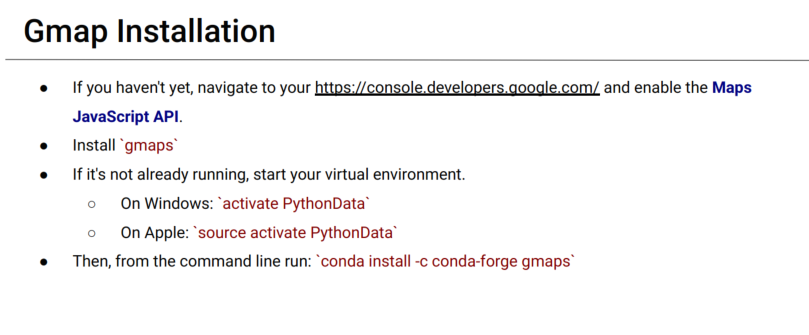 Gmap Installation
● If you haven't yet, navigate to your https://console.developers.google.com/ and enable the Maps
JavaScript API.
● Install `gmaps`
● If it's not already running, start your virtual environment.
○ On Windows: `activate PythonData`
○ On Apple: `source activate PythonData`
● Then, from the command line run: `conda install -c conda-forge gmaps`